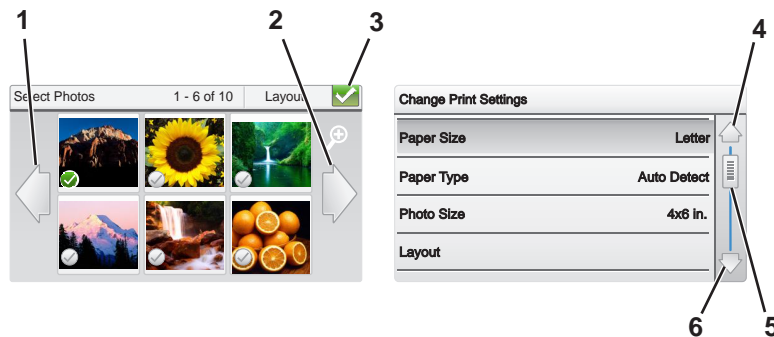 1
2
3
4
Select Photos 1 - 6 of 10 Layou
Change Print Settings
Paper Size Letter
Paper Type Auto Detect
Photo Size 4x6 in.
Layout
6
5